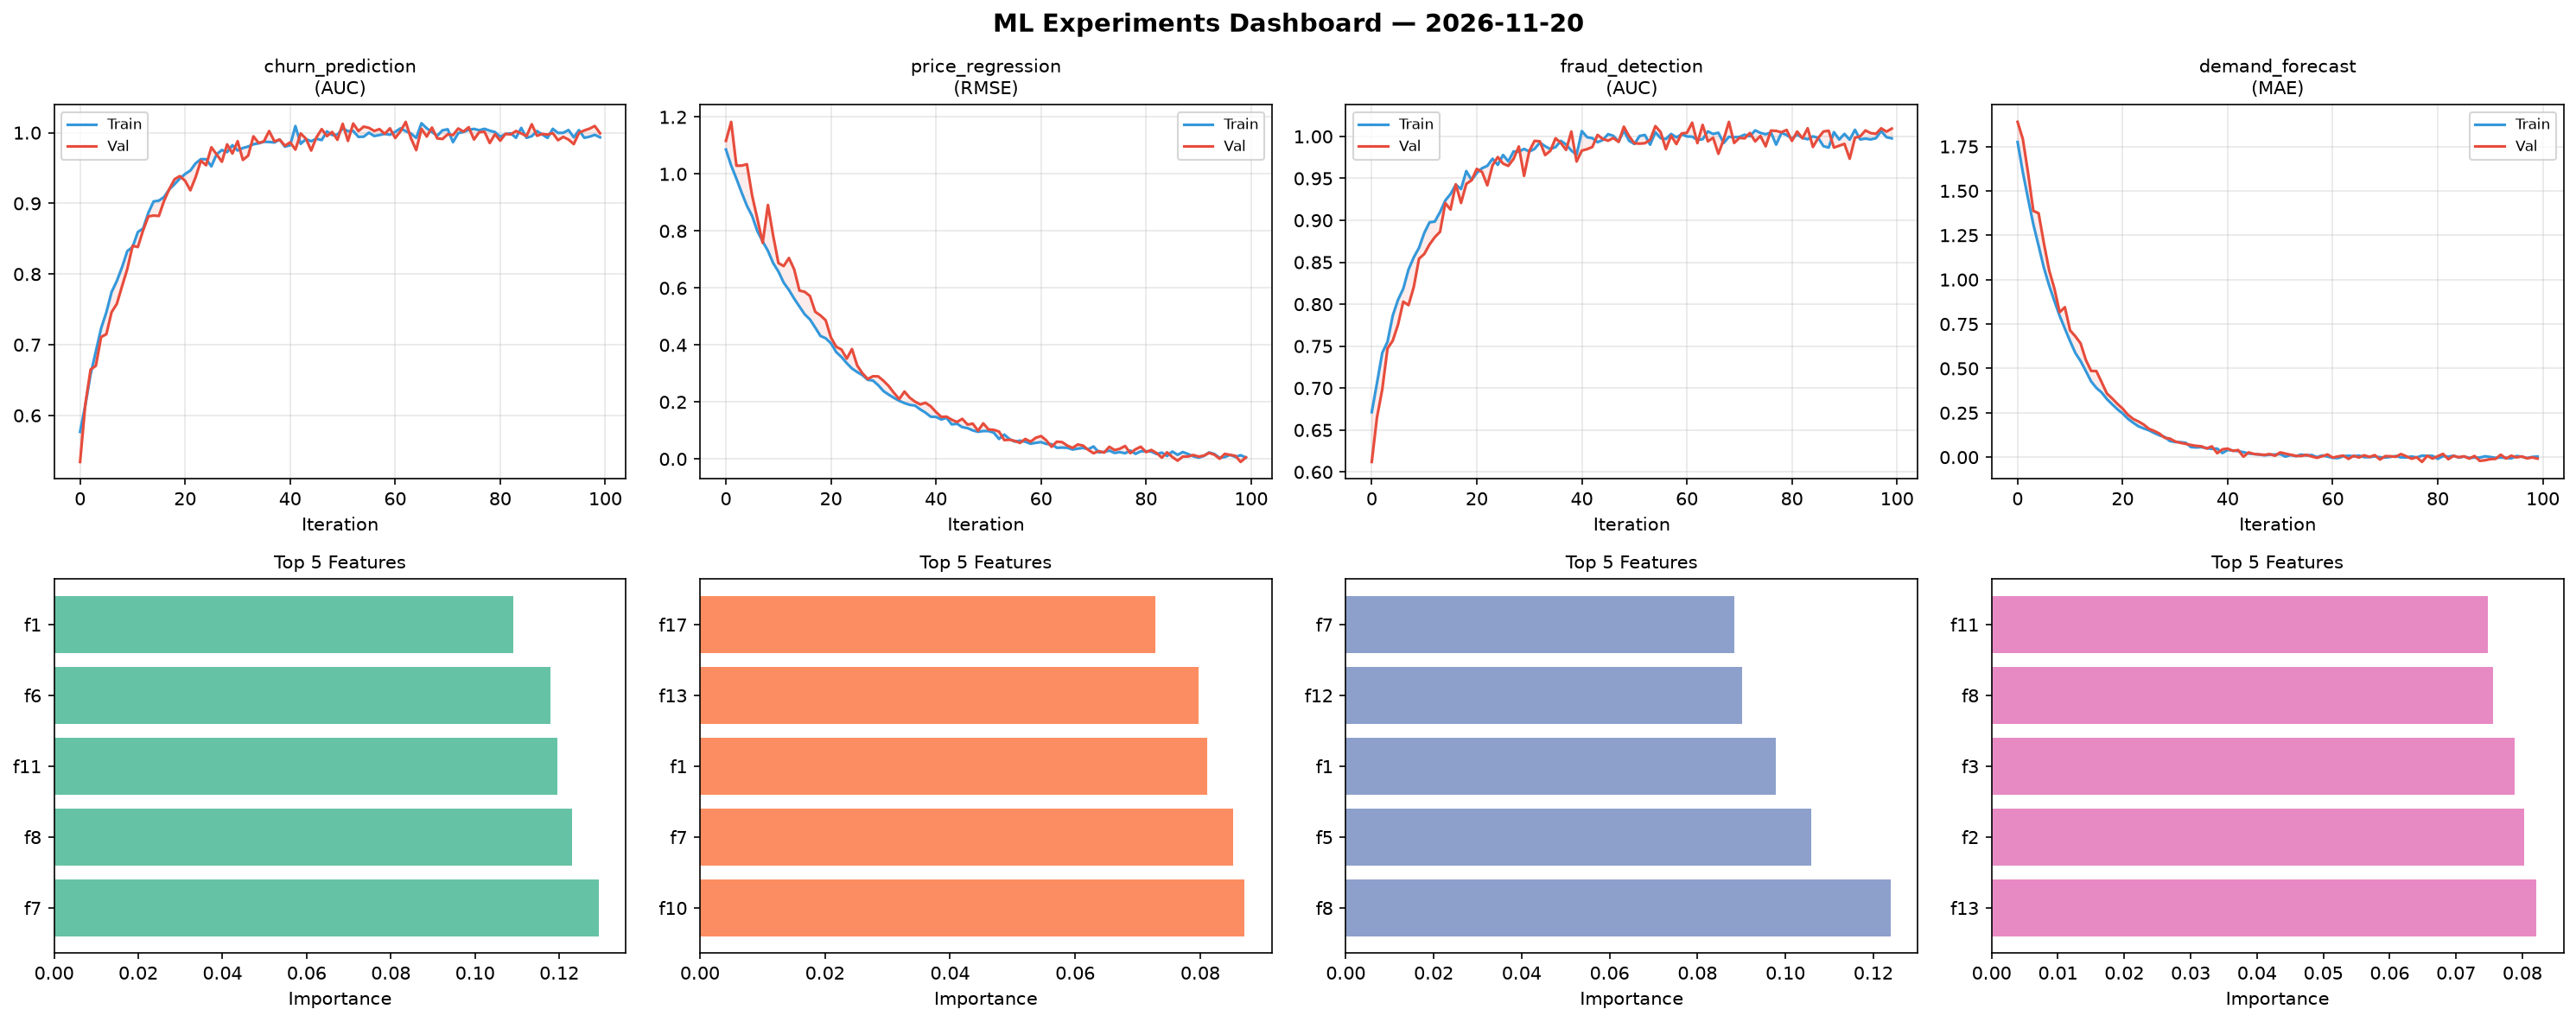 ML Experiments Dashboard — 2026-11-20
churn_prediction
(AUC)
Train
Val
1.0
0.9
0.8
0.7
0.6
0 20 40 60 80 100
Iteration
price_regression
(RMSE)
Train
Val
1.2
1.0
0.8
0.6
0.4
0.2
0.0
0 20 40 60 80 100
Iteration
fraud_detection
(AUC)
Train
Val
1.00
0.95
0.90
0.85
0.80
0.75
0.70
0.65
0.60
0 20 40 60 80 100
Iteration
demand_forecast
(MAE)
Train
Val
1.75
1.50
1.25
1.00
0.75
0.50
0.25
0.00
0 20 40 60 80 100
Iteration
Top 5 Features
f1
f6
f11
f8
f7
0.00 0.02 0.04 0.06 0.08 0.10 0.12
Importance
Top 5 Features
f17
f13
f1
f7
f10
0.00 0.02 0.04 0.06 0.08
Importance
Top 5 Features
f7
f12
f1
f5
f8
0.00 0.02 0.04 0.06 0.08 0.10 0.12
Importance
Top 5 Features
f11
f8
f3
f2
f13
0.00 0.01 0.02 0.03 0.04 0.05 0.06 0.07 0.08
Importance